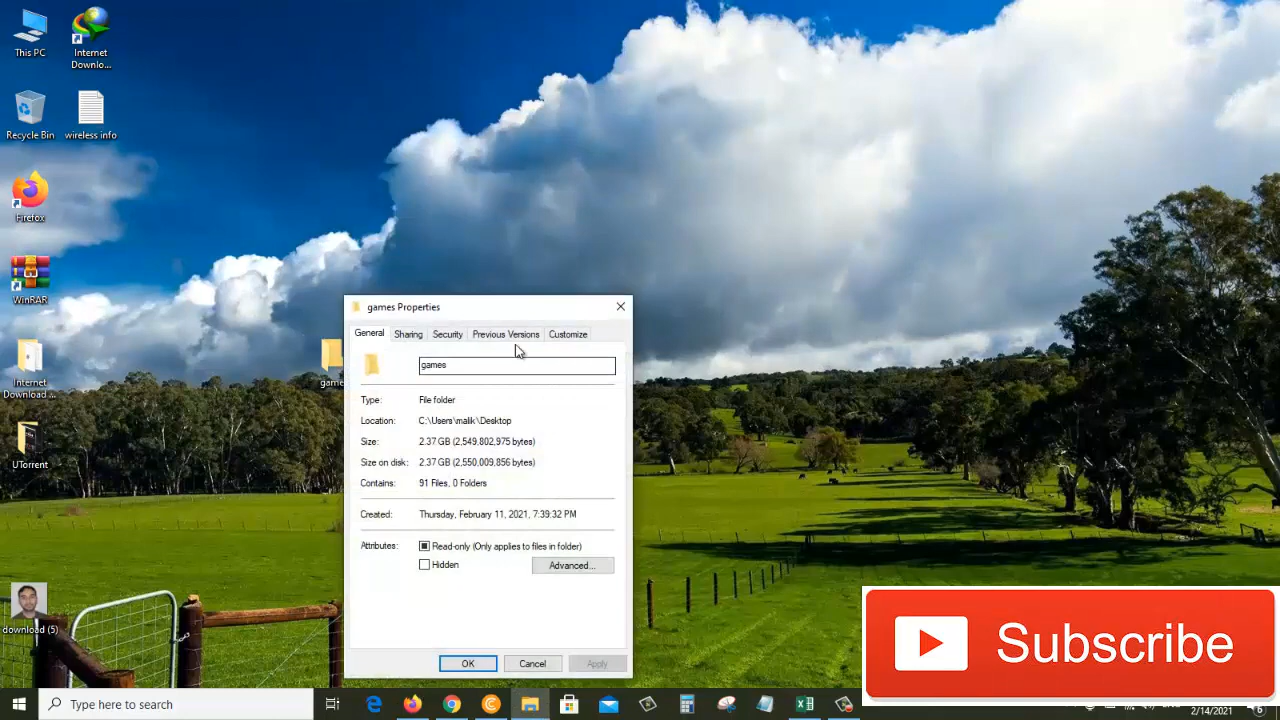 This PC
Internet
Downlo...
Recycle Bin
wireless info
Firefox
WinRAR
Internet
Download ...
UTorrent
download (5)
game
games Properties
General
Sharing
Security
Previous Versions
Customize
games
Type:
File folder
Location:
C:\Users\malik\Desktop
Size:
2.37 GB (2,549,802,975 bytes)
Size on disk:
2.37 GB (2,550,009,856 bytes)
Contains:
91 Files, 0 Folders
Created:
Thursday, February 11, 2021, 7:39:32 PM
Attributes:
Read-only (Only applies to files in folder)
Hidden
Advanced...
OK
Cancel
Apply
Subscribe
Type here to search
2/14/2021